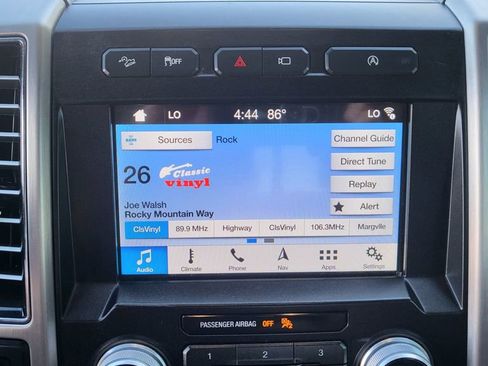 OFF
LO 4:44 86° LO
Sources Rock Channel Guide
Direct Tune
26 Classic vinyl
Replay
Joe Walsh
Alert
Rocky Mountain Way
ClsVinyl 89.9 MHz Highway ClsVinyl 106.3MHz Margvlle
Audio Climate Phone Nav Apps Settings
PASSENGER AIRBAG OFF
1 2 3